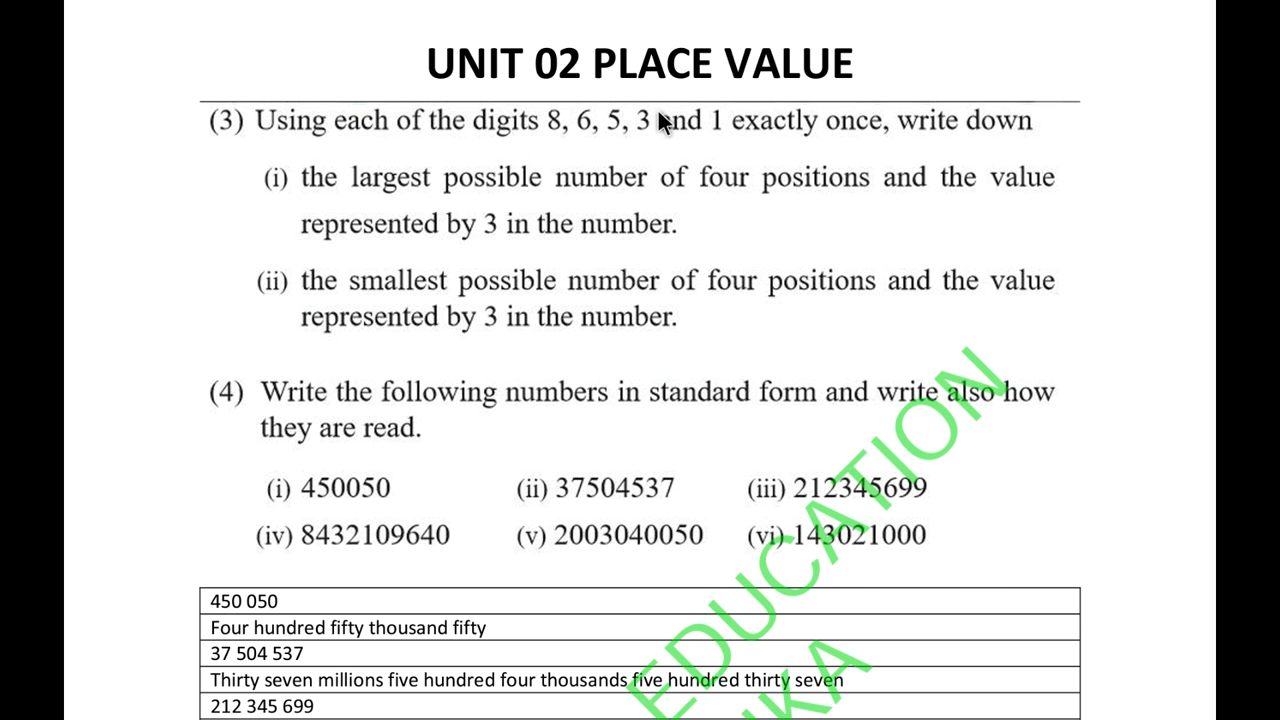 UNIT 02 PLACE VALUE
(3) Using each of the digits 8, 6, 5, 3 and 1 exactly once, write down
(i) the largest possible number of four positions and the value
represented by 3 in the number.
(ii) the smallest possible number of four positions and the value
represented by 3 in the number.
(4) Write the following numbers in standard form and write also how
they are read.
(i) 450050 (ii) 37504537 (iii) 212345699
(iv) 8432109640 (v) 2003040050 (vi) 143021000
450 050
Four hundred fifty thousand fifty
37 504 537
Thirty seven millions five hundred four thousands five hundred thirty seven
212 345 699
EDUCATION